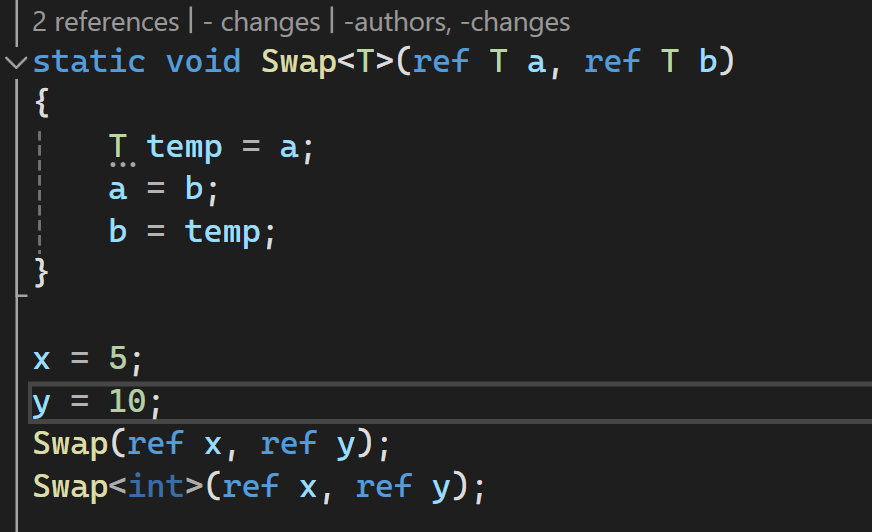 2 references | - changes | -authors, -changes
static void Swap<T>(ref T a, ref T b)
{
    T temp = a;
    a = b;
    b = temp;
}
x = 5;
y = 10;
Swap(ref x, ref y);
Swap<int>(ref x, ref y);